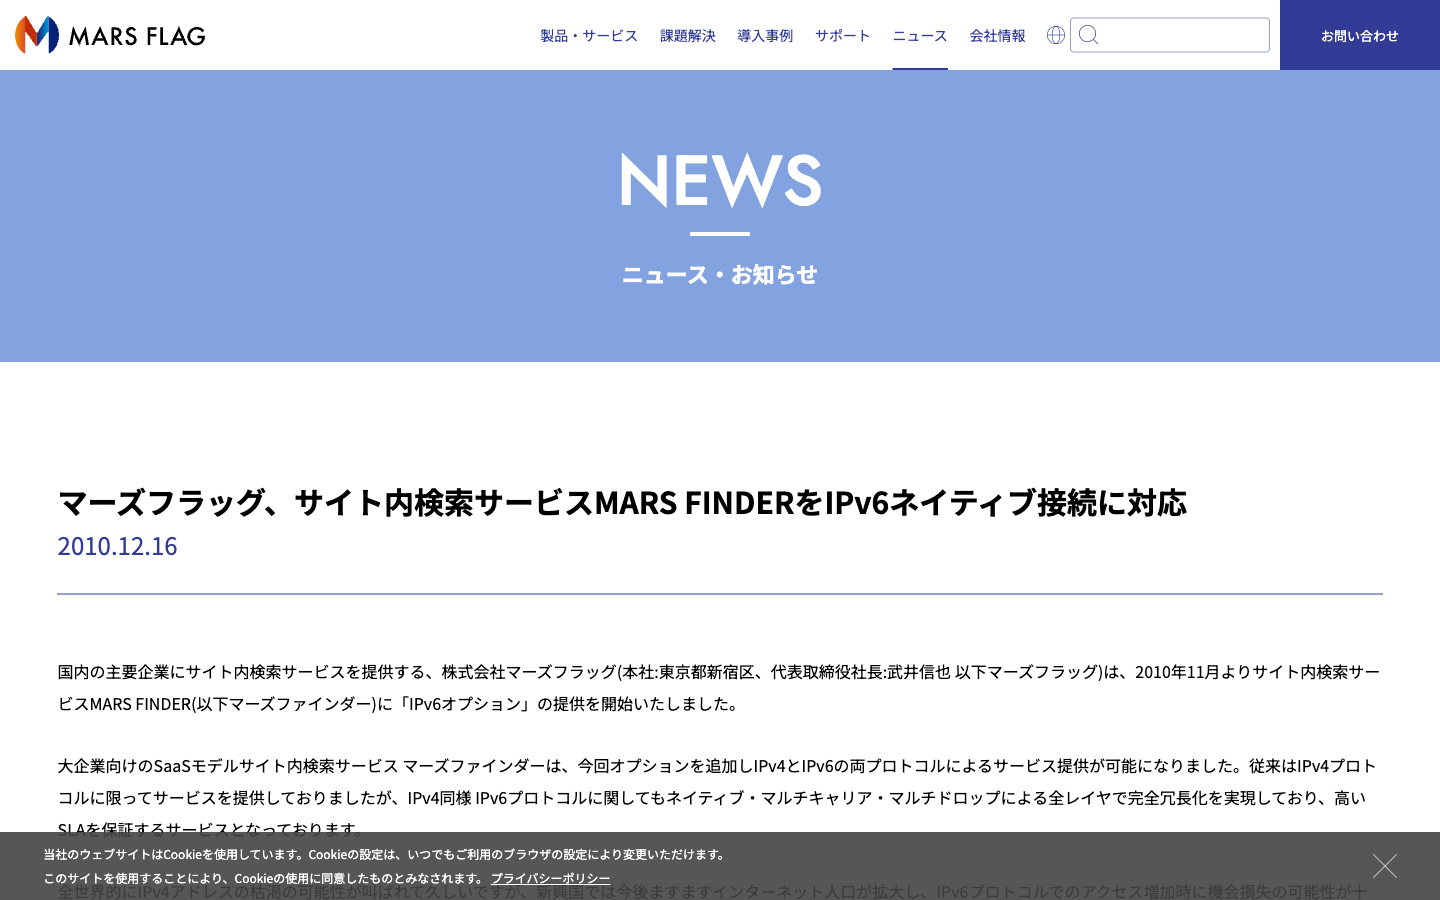 MARS FLAG
製品・サービス 課題解決 導入事例 サポート ニュース 会社情報 お問い合わせ
NEWS
ニュース・お知らせ
マーズフラッグ、サイト内検索サービスMARS FINDERをIPv6ネイティブ接続に対応
2010.12.16
国内の主要企業にサイト内検索サービスを提供する、株式会社マーズフラッグ(本社:東京都新宿区、代表取締役社長:武井信也 以下マーズフラッグ)は、2010年11月よりサイト内検索サー
ビスMARS FINDER(以下マーズファインダー)に「IPv6オプション」の提供を開始いたしました。
大企業向けのSaaSモデルサイト内検索サービス マーズファインダーは、今回オプションを追加しIPv4とIPv6の両プロトコルによるサービス提供が可能になりました。従来はIPv4プロト
コルに限ってサービスを提供しておりましたが、IPv4同様 IPv6プロトコルに関してもネイティブ・マルチキャリア・マルチドロップによる全レイヤで完全冗長化を実現しており、高い
SLAを保証するサービスとなっております。
当社のウェブサイトはCookieを使用しています。Cookieの設定は、いつでもご利用のブラウザの設定により変更いただけます。
このサイトを使用することにより、Cookieの使用に同意したものとみなされます。 プライバシーポリシー
全世界的にIPv4アドレスの枯渇の可能性が叫ばれて久しいですが、新興国では今後ますますインターネット人口が拡大し、IPv6プロトコルでのアクセス増加時に機会損失の可能性が十